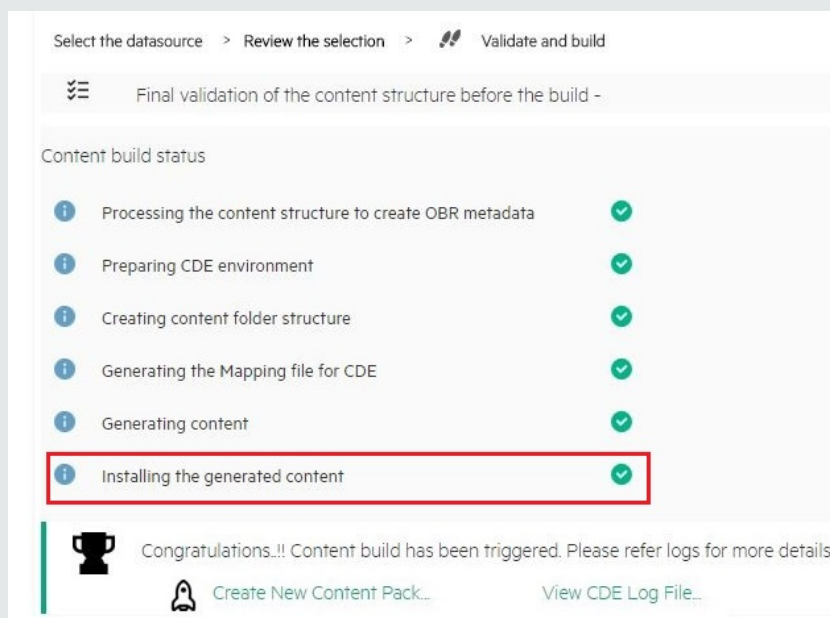 Select the datasource > Review the selection > Validate and build
Final validation of the content structure before the build -
Content build status
Processing the content structure to create OBR metadata
Preparing CDE environment
Creating content folder structure
Generating the Mapping file for CDE
Generating content
Installing the generated content
Congratulations..!! Content build has been triggered. Please refer logs for more details
Create New Content Pack... View CDE Log File...